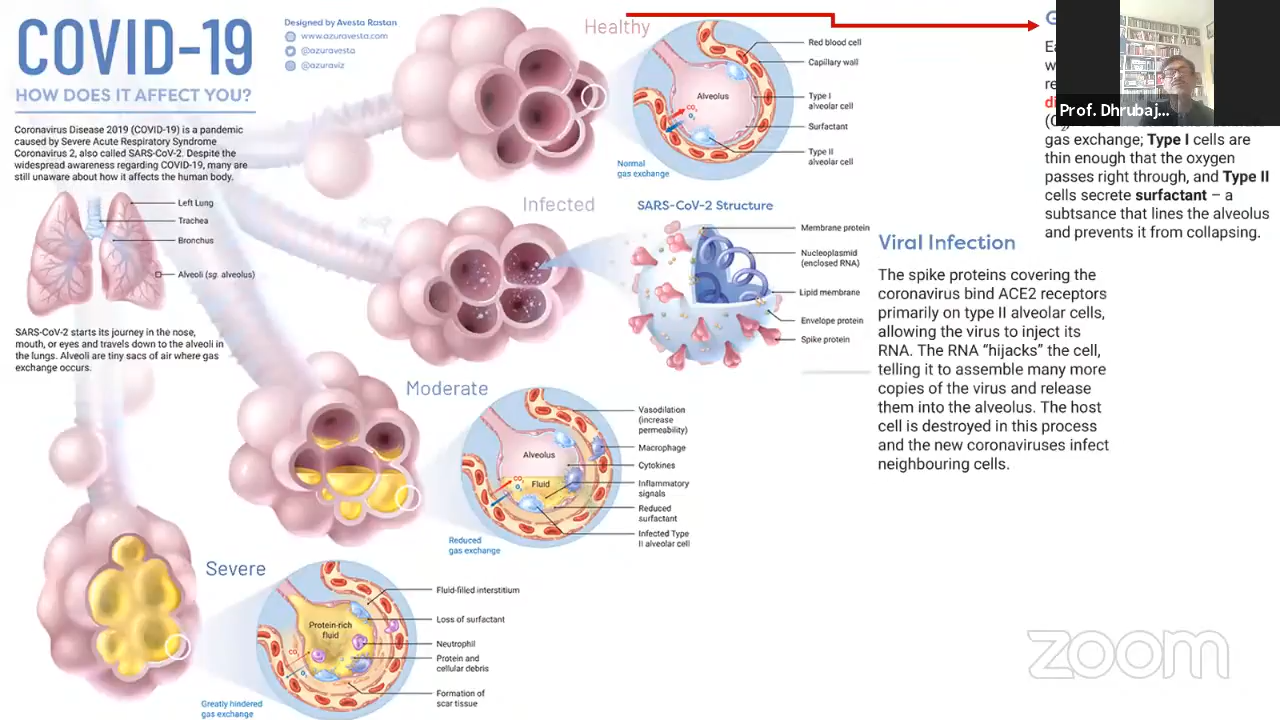 COVID-19
HOW DOES IT AFFECT YOU?
Designed by Avesta Rastan
www.azuravesta.com
@azuravesta
@azuraviz
Coronavirus Disease 2019 (COVID-19) is a pandemic
caused by Severe Acute Respiratory Syndrome
Coronavirus 2, also called SARS-CoV-2. Despite the
widespread awareness regarding COVID-19, many are
still unaware about how it affects the human body.
Left Lung
Trachea
Bronchus
Alveoli (sg. alveolus)
SARS-CoV-2 starts its journey in the nose,
mouth, or eyes and travels down to the alveoli in
the lungs. Alveoli are tiny sacs of air where gas
exchange occurs.
Healthy
Red blood cell
Capillary wall
Alveolus
Type I
alveolar cell
Surfactant
Type II
alveolar cell
CO₂
O₂
Normal
gas exchange
Infected
SARS-CoV-2 Structure
Membrane protein
Nucleoplasmid
(enclosed RNA)
Lipid membrane
Envelope protein
Spike protein
Moderate
Vasodilation
(increase
permeability)
Macrophage
Alveolus
Cytokines
Fluid
Inflammatory
signals
Reduced
surfactant
Infected Type
II alveolar cell
CO₂
O₂
Reduced
gas exchange
Severe
Fluid-filled interstitium
Loss of surfactant
Protein-rich
fluid
Neutrophil
Protein and
cellular debris
Formation of
scar tissue
CO₂
O₂
Greatly hindered
gas exchange
Prof. Dhrubaj...
gas exchange; Type I cells are
thin enough that the oxygen
passes right through, and Type II
cells secrete surfactant – a
subtsance that lines the alveolus
and prevents it from collapsing.
Viral Infection
The spike proteins covering the
coronavirus bind ACE2 receptors
primarily on type II alveolar cells,
allowing the virus to inject its
RNA. The RNA “hijacks” the cell,
telling it to assemble many more
copies of the virus and release
them into the alveolus. The host
cell is destroyed in this process
and the new coronaviruses infect
neighbouring cells.
zoom